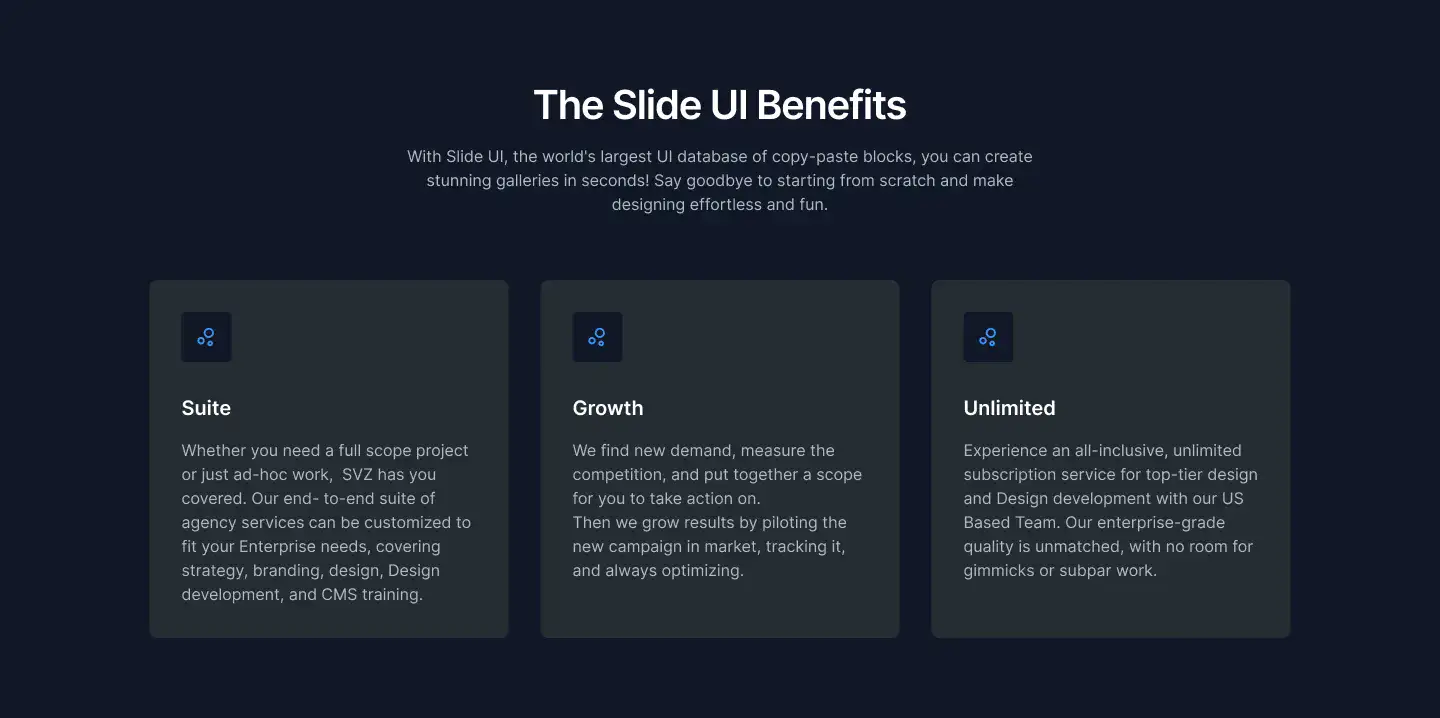 The Slide UI Benefits
With Slide UI, the world's largest UI database of copy-paste blocks, you can create
stunning galleries in seconds! Say goodbye to starting from scratch and make
designing effortless and fun.
Suite
Whether you need a full scope project
or just ad-hoc work,  SVZ has you
covered. Our end- to-end suite of
agency services can be customized to
fit your Enterprise needs, covering
strategy, branding, design, Design
development, and CMS training.
Growth
We find new demand, measure the
competition, and put together a scope
for you to take action on.
Then we grow results by piloting the
new campaign in market, tracking it,
and always optimizing.
Unlimited
Experience an all-inclusive, unlimited
subscription service for top-tier design
and Design development with our US
Based Team. Our enterprise-grade
quality is unmatched, with no room for
gimmicks or subpar work.